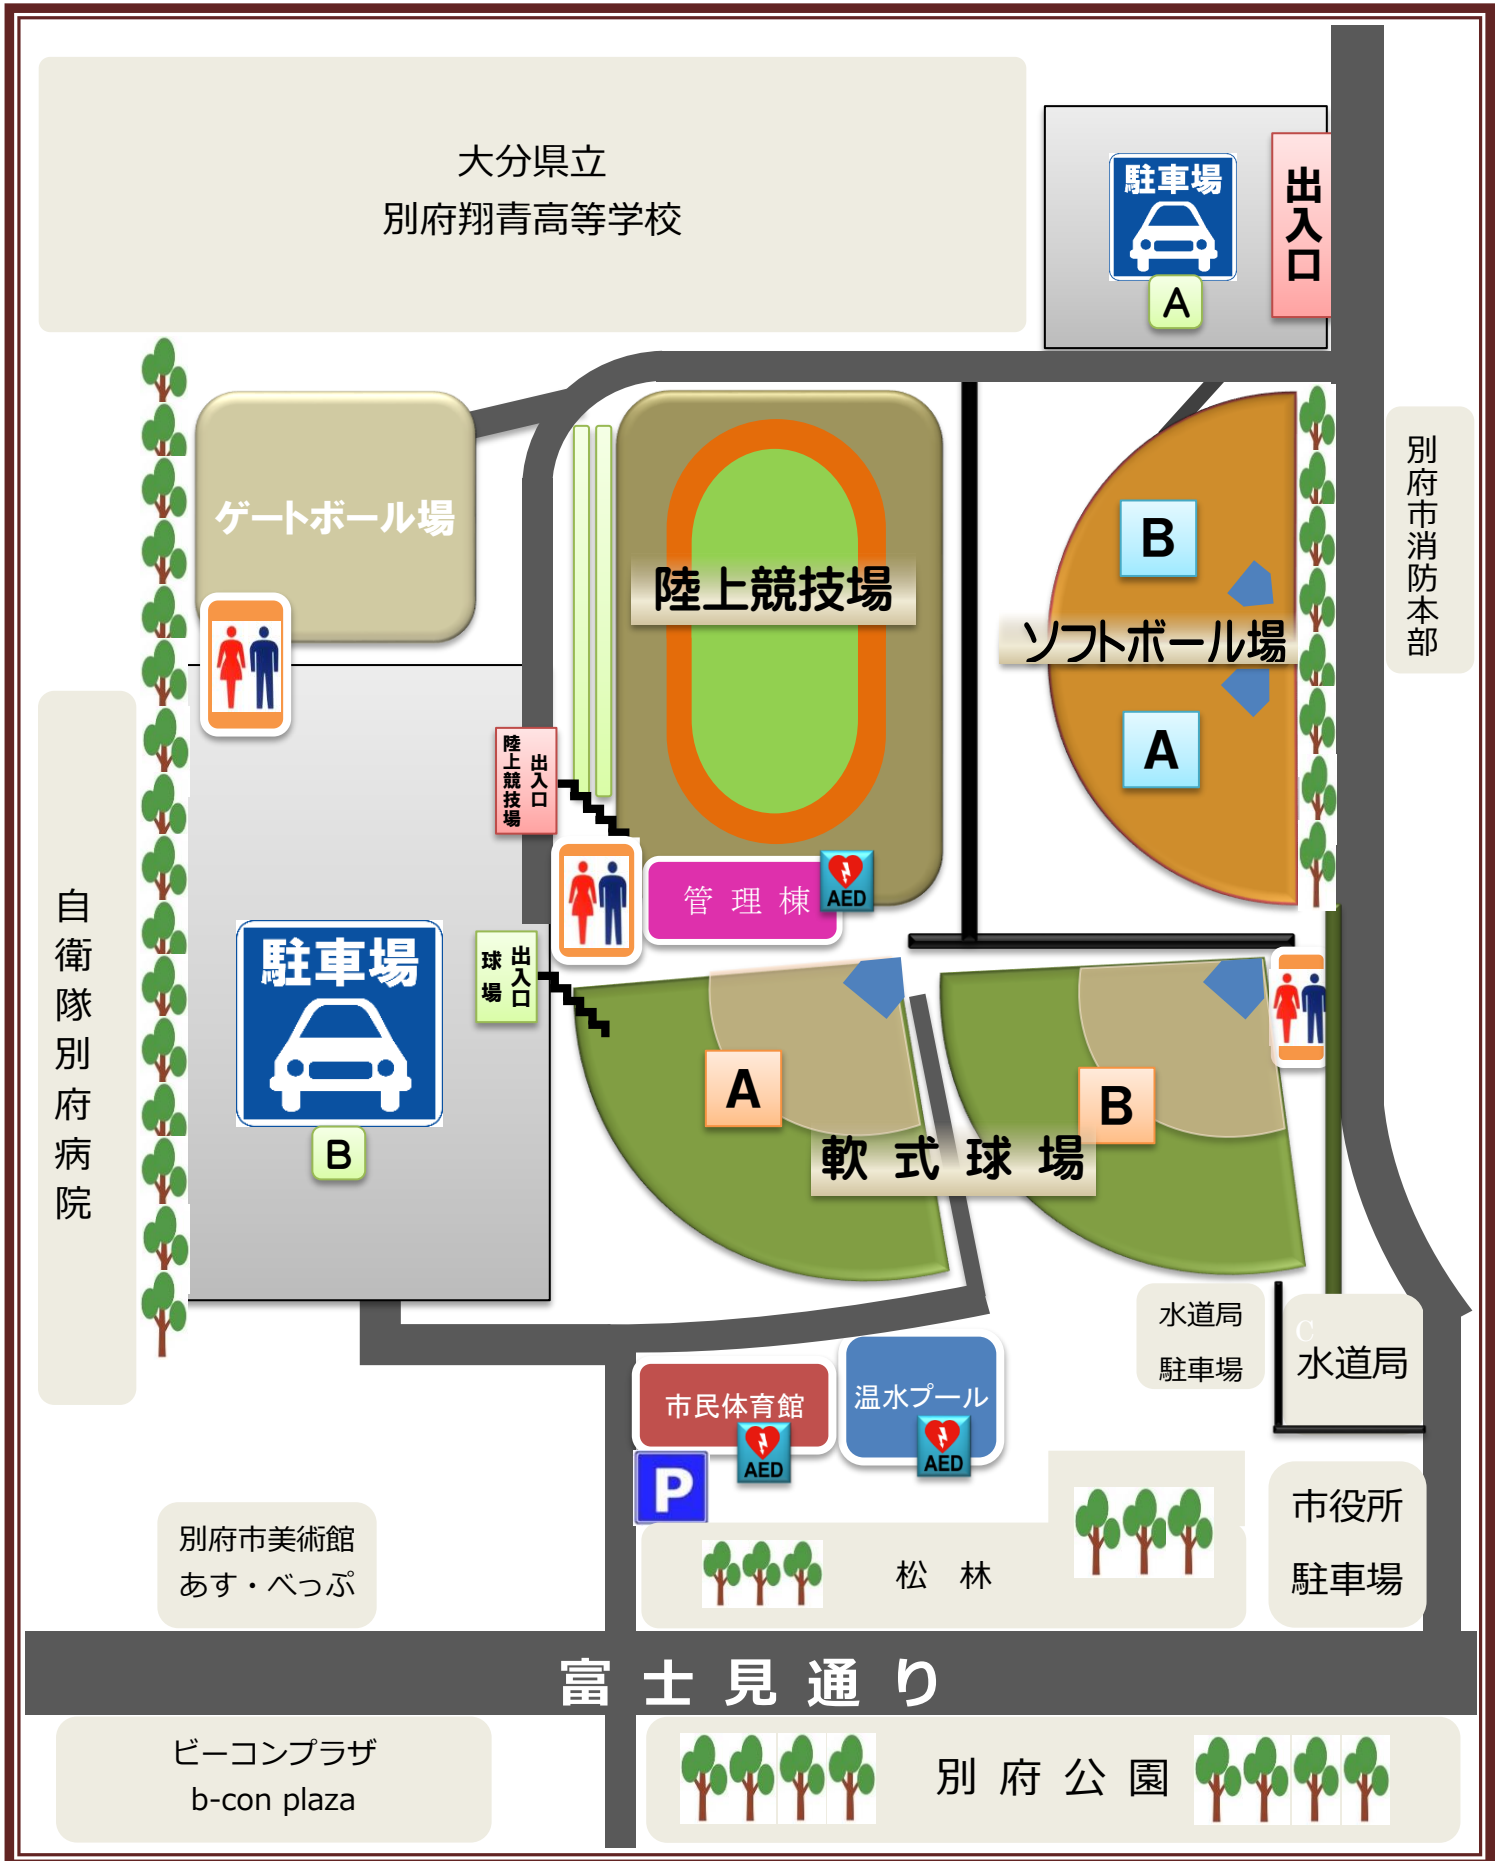 大分県立
別府翔青高等学校
駐車場
A
出入口
ゲートボール場
陸上競技場
B
ソフトボール場
A
別府市消防本部
陸上競技場
出入口
管理棟
AED
自衛隊別府病院
駐車場
B
球場
出入口
A
B
軟式球場
水道局
駐車場
C
水道局
市民体育館
AED
温水プール
AED
P
別府市美術館
あす・べっぷ
松 林
市役所
駐車場
富士見通り
ビーコンプラザ
b-con plaza
別府公園